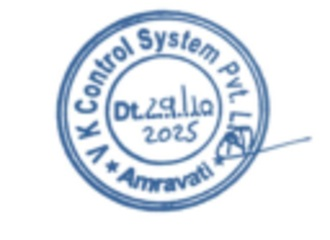 V K Control System Pvt. Ltd.
Dt. 29/10
2025
★ Amravati ★